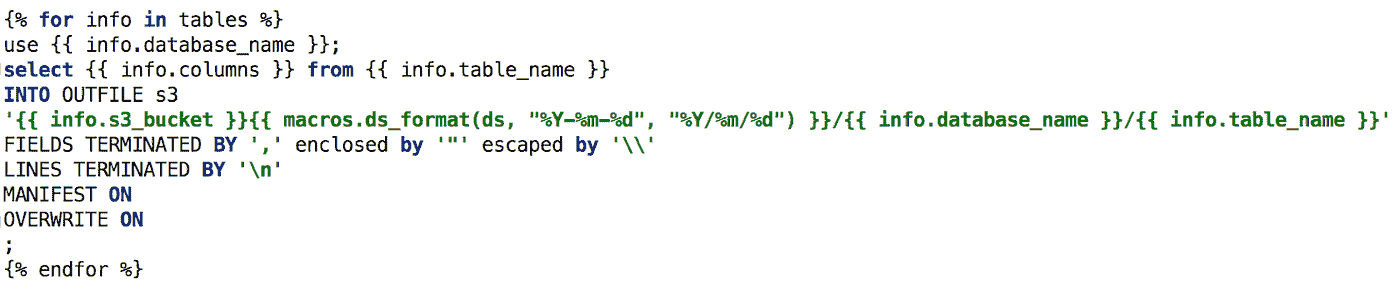 {% for info in tables %}
use {{ info.database_name }};
select {{ info.columns }} from {{ info.table_name }}
INTO OUTFILE s3
'{{ info.s3_bucket }}{{ macros.ds_format(ds, "%Y-%m-%d", "%Y/%m/%d") }}/{{ info.database_name }}/{{ info.table_name }}'
FIELDS TERMINATED BY ',' enclosed by '"' escaped by '\\'
LINES TERMINATED BY '\n'
MANIFEST ON
OVERWRITE ON
;
{% endfor %}